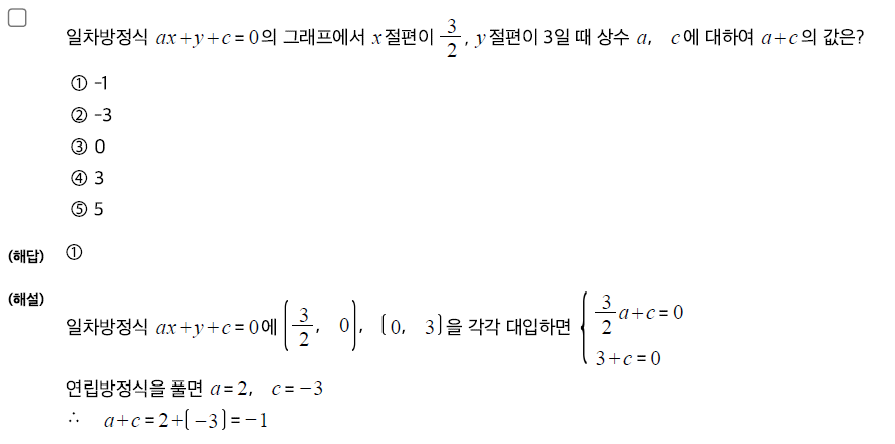 일차방정식 ax+y+c=0의 그래프에서 x절편이 3/2, y절편이 3일 때 상수 a, c에 대하여 a+c의 값은?
① -1
② -3
③ 0
④ 3
⑤ 5
(해답) ①
(해설)
일차방정식 ax+y+c=0에 (3/2, 0), (0, 3)을 각각 대입하면 { 3/2a+c=0
3+c=0
연립방정식을 풀면 a=2, c=-3
∴ a+c=2+(-3)=-1